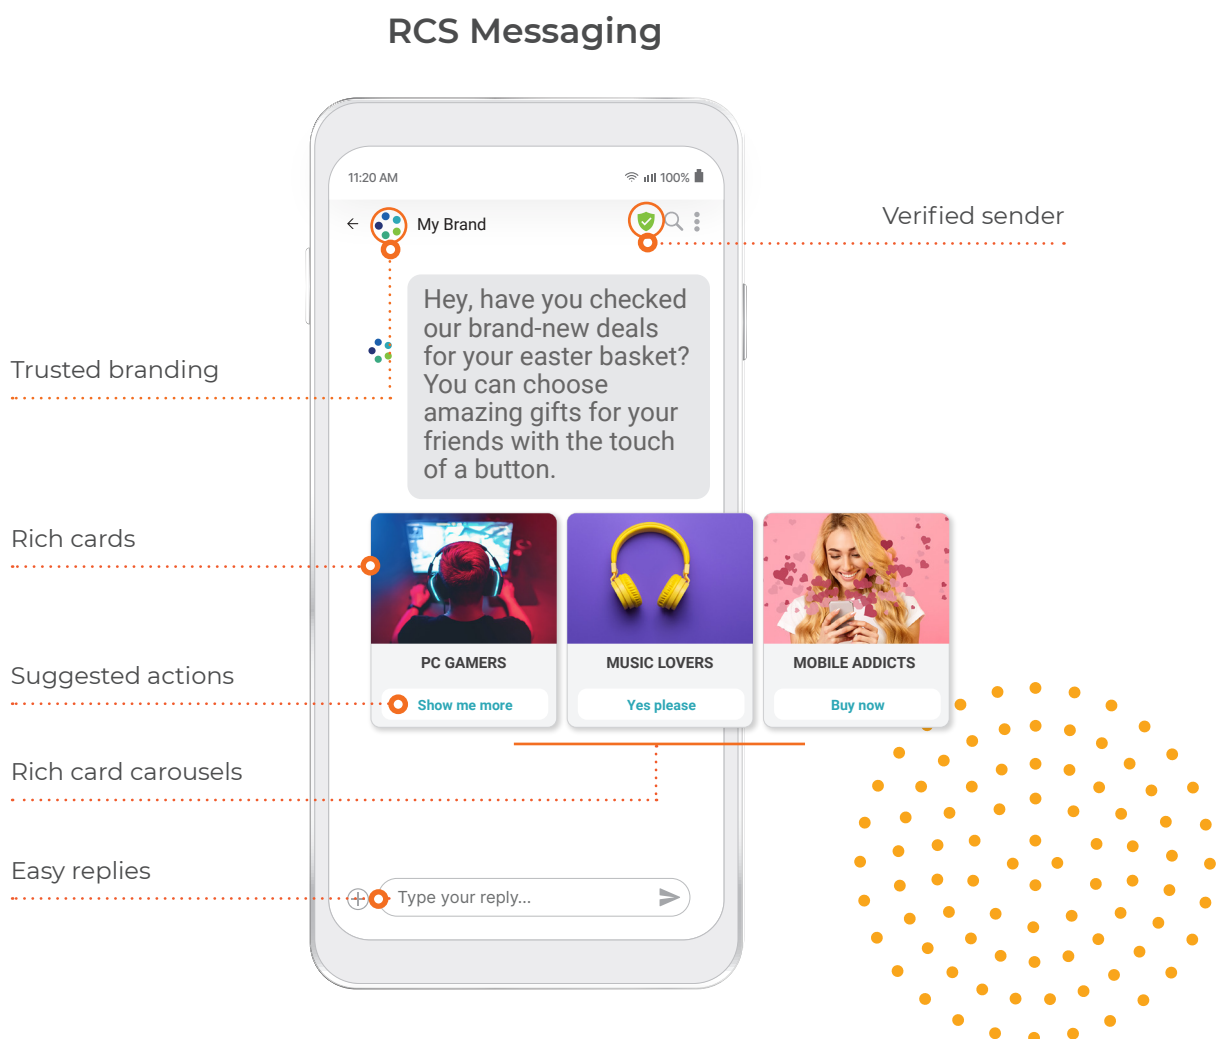 RCS Messaging
11:20 AM
100%
My Brand
Verified sender
Hey, have you checked
our brand-new deals
for your easter basket?
You can choose
amazing gifts for your
friends with the touch
of a button.
Trusted branding
Rich cards
PC GAMERS
MUSIC LOVERS
MOBILE ADDICTS
Suggested actions
Show me more
Yes please
Buy now
Rich card carousels
Easy replies
Type your reply...